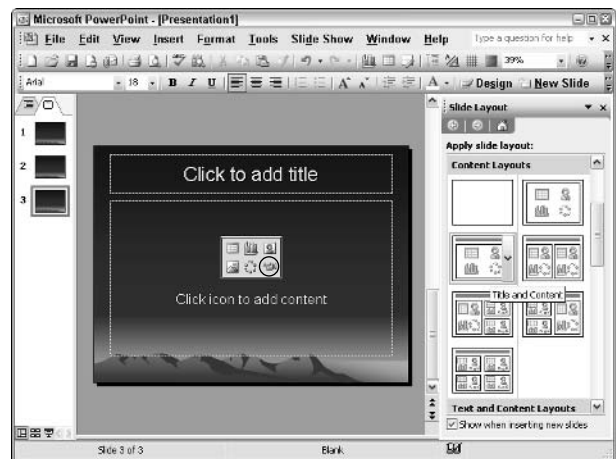 Microsoft PowerPoint - [Presentation1]
File Edit View Insert Format Tools Slide Show Window Help Type a question for help
39%
Arial 18 B I U A A A Design New Slide
Slide Layout
Apply slide layout:
Content Layouts
1
2
3
Click to add title
Click icon to add content
Title and Content
Text and Content Layouts
Show when inserting new slides
Slide 3 of 3 Blank